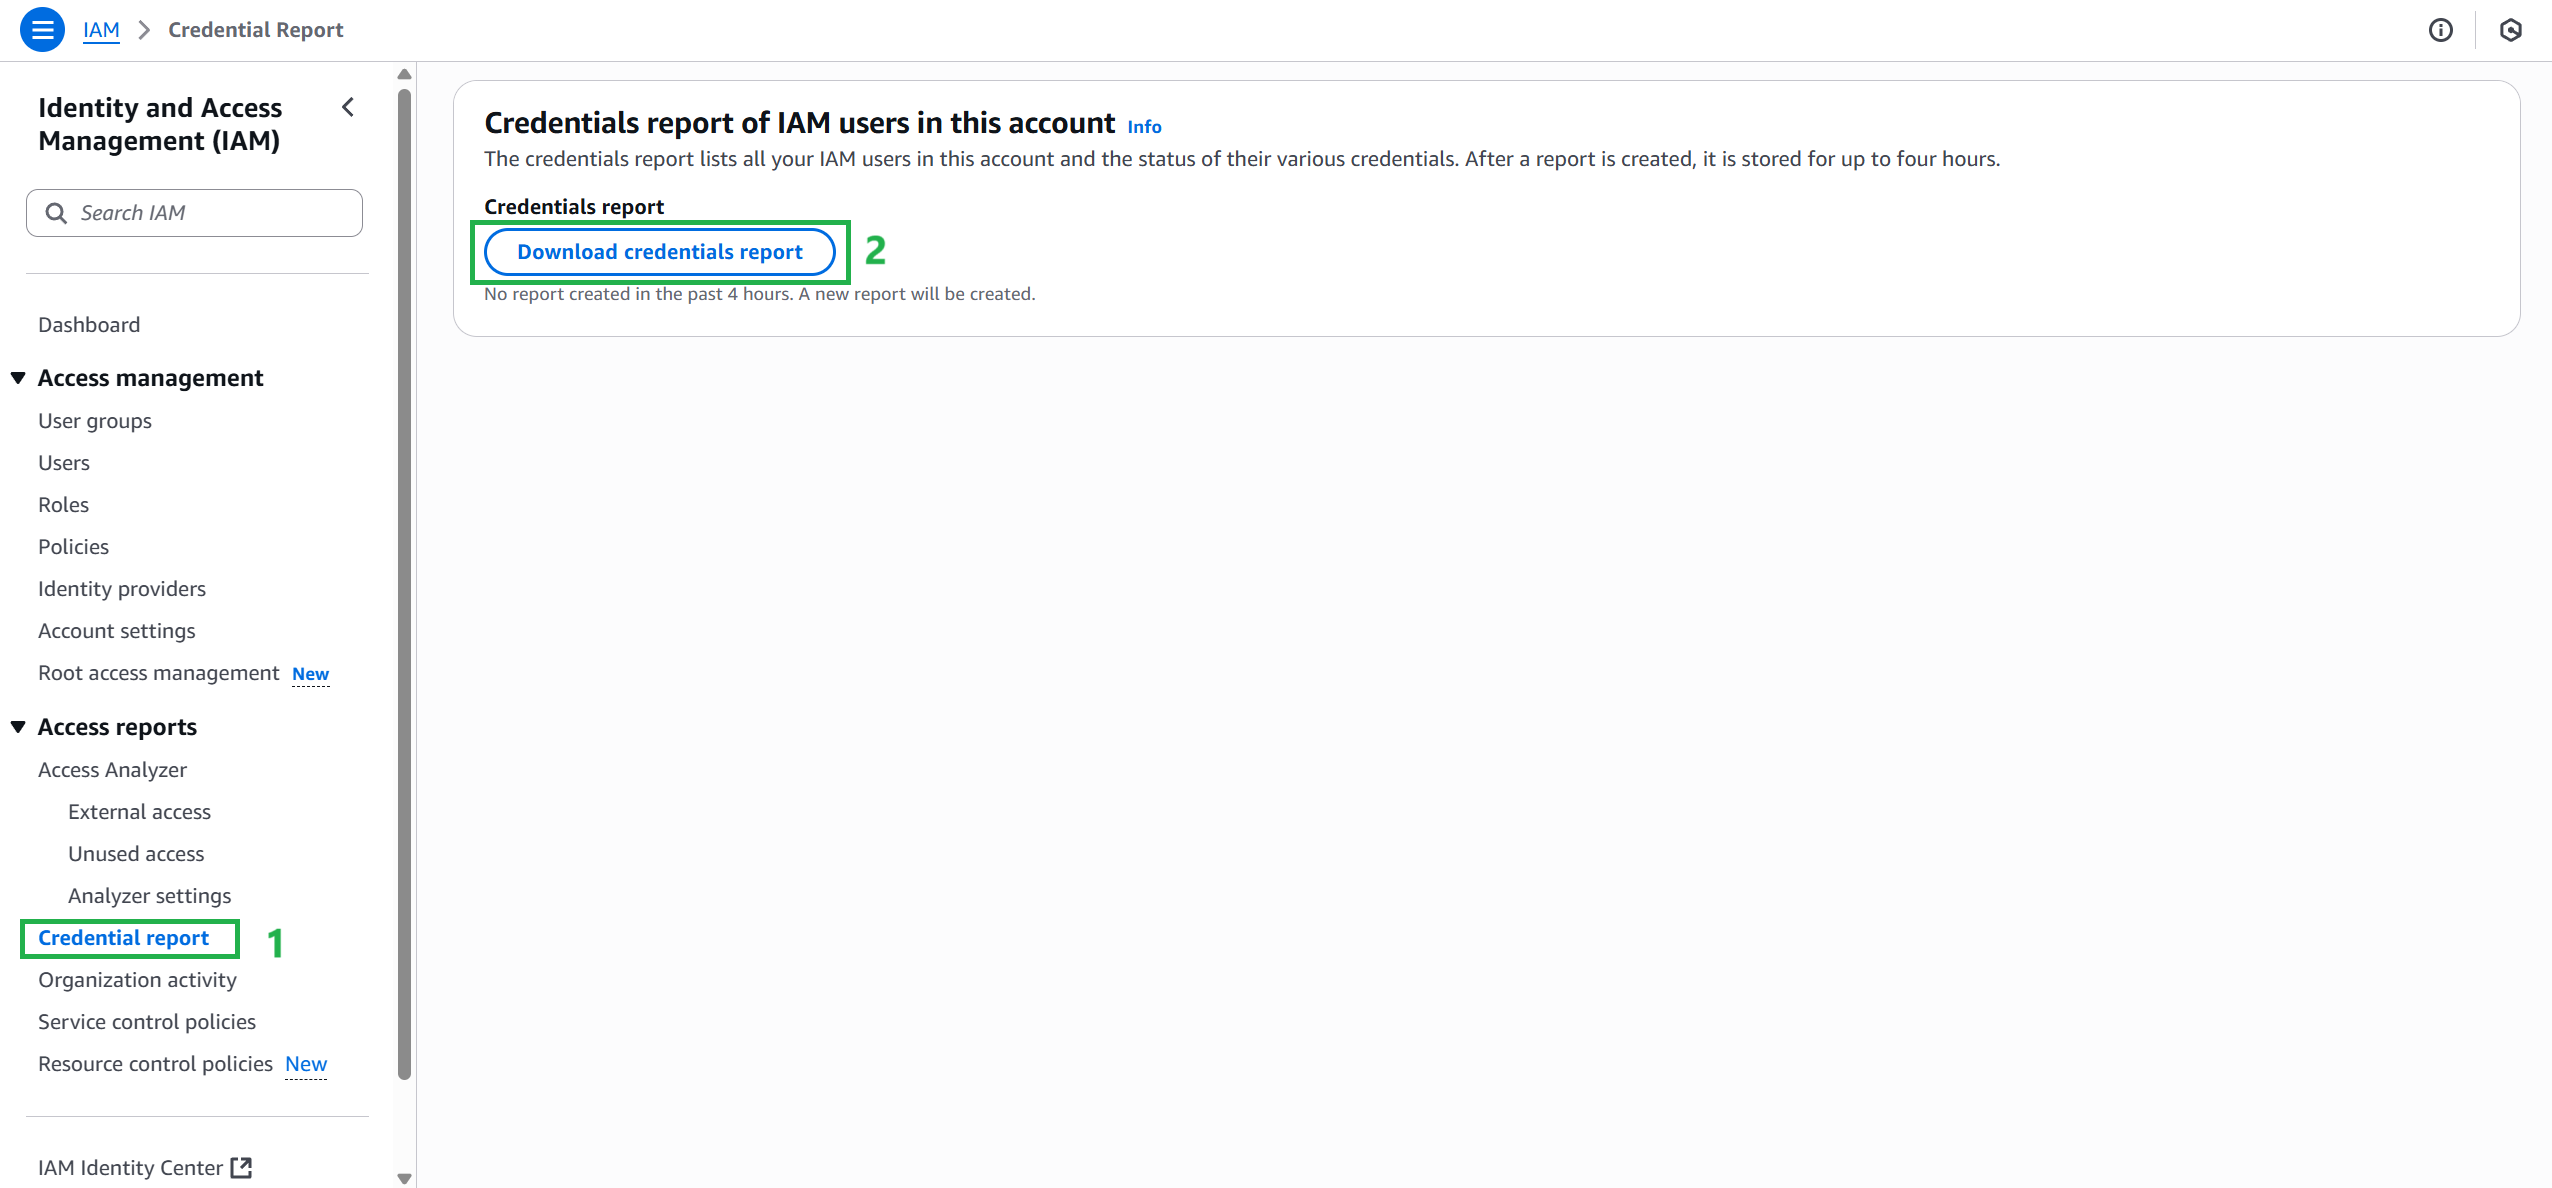 IAM > Credential Report
Identity and Access
Management (IAM)
Search IAM
Dashboard
Access management
User groups
Users
Roles
Policies
Identity providers
Account settings
Root access management New
Access reports
Access Analyzer
External access
Unused access
Analyzer settings
Credential report 1
Organization activity
Service control policies
Resource control policies New
IAM Identity Center
Credentials report of IAM users in this account Info
The credentials report lists all your IAM users in this account and the status of their various credentials. After a report is created, it is stored for up to four hours.
Credentials report
Download credentials report 2
No report created in the past 4 hours. A new report will be created.